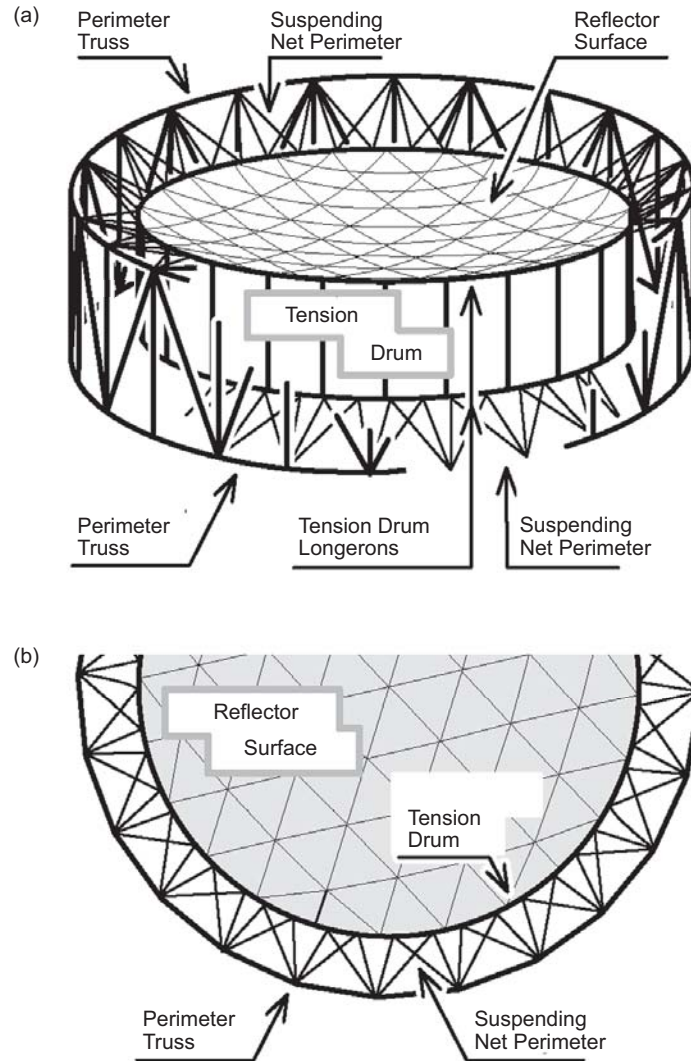 (a)
Perimeter
Truss
Suspending
Net Perimeter
Reflector
Surface
Tension
Drum
Perimeter
Truss
Tension Drum
Longerons
Suspending
Net Perimeter
(b)
Reflector
Surface
Tension
Drum
Perimeter
Truss
Suspending
Net Perimeter